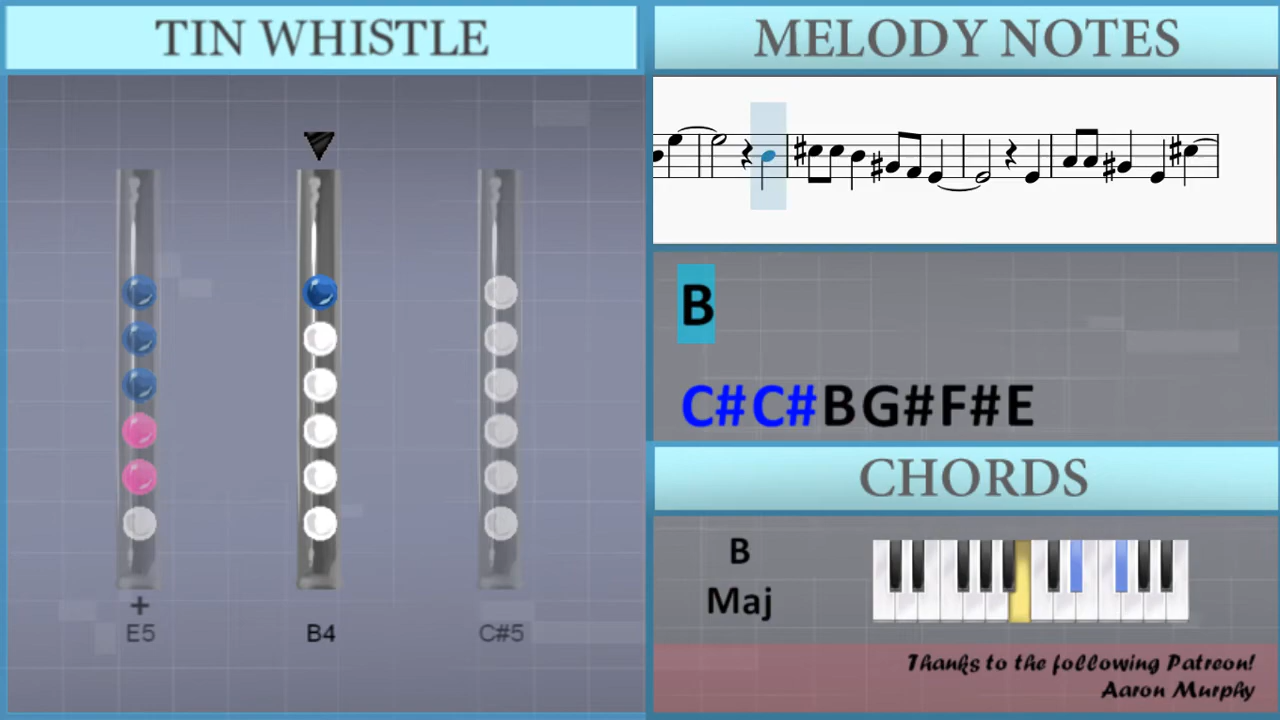 TIN WHISTLE
+
E5
B4
C#5
MELODY NOTES
B
C#C#BG#F#E
CHORDS
B
Maj
Thanks to the following Patreon!
Aaron Murphy